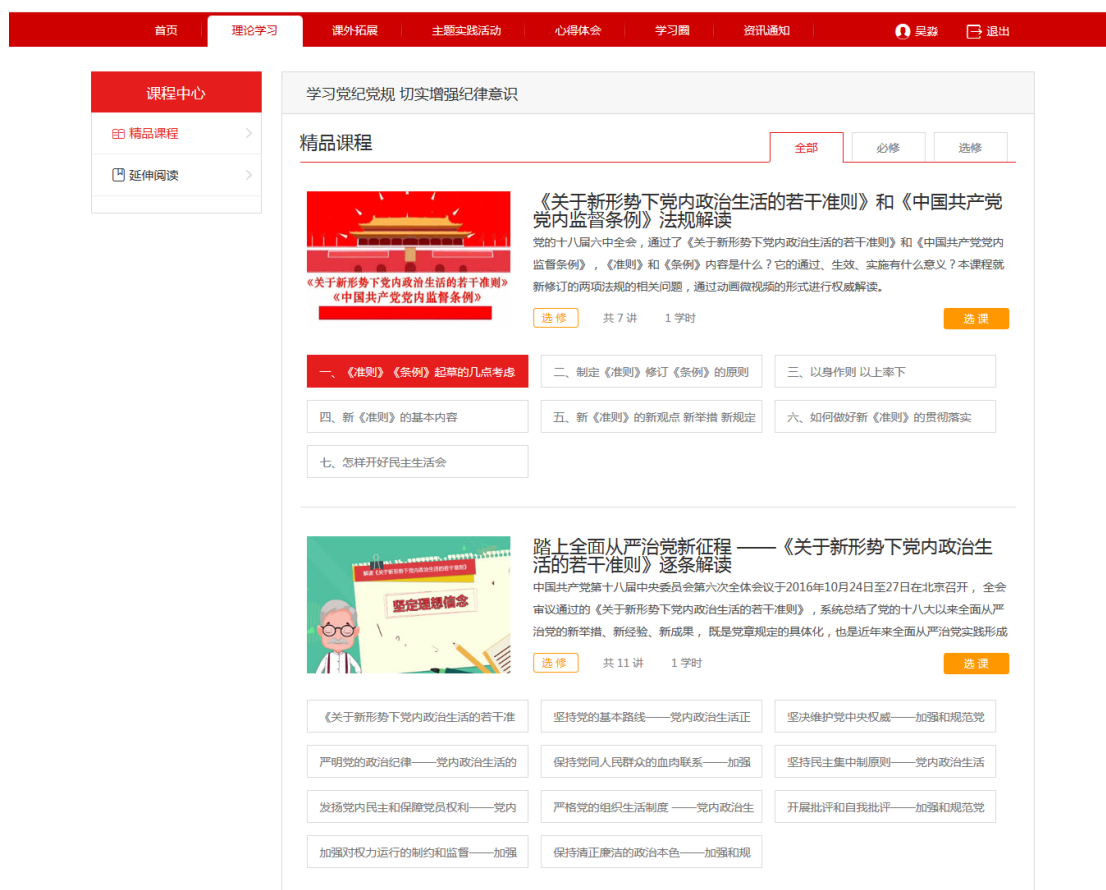 首页 理论学习 课外拓展 主题实践活动 心得体会 学习圈 资讯通知 吴淼 退出
课程中心
精品课程
延伸阅读
学习党纪党规 切实增强纪律意识
精品课程
全部 必修 选修
《关于新形势下党内政治生活的若干准则》
《中国共产党党内监督条例》
《关于新形势下党内政治生活的若干准则》和《中国共产党
党内监督条例》法规解读
党的十八届六中全会，通过了《关于新形势下党内政治生活的若干准则》和《中国共产党党内
监督条例》，《准则》和《条例》内容是什么？它的通过、生效、实施有什么意义？本课程就
新修订的两项法规的相关问题，通过动画微视频的形式进行权威解读。
选修 共 7 讲 1 学时 选课
一、《准则》《条例》起草的几点考虑 二、制定《准则》修订《条例》的原则 三、以身作则 以上率下
四、新《准则》的基本内容 五、新《准则》的新观点 新举措 新规定 六、如何做好新《准则》的贯彻落实
七、怎样开好民主生活会
解读《关于新形势下党内政治生活的若干准则》
坚定理想信念
踏上全面从严治党新征程 ——《关于新形势下党内政治生
活的若干准则》逐条解读
中国共产党第十八届中央委员会第六次全体会议于2016年10月24日至27日在北京召开， 全会
审议通过的《关于新形势下党内政治生活的若干准则》，系统总结了党的十八大以来全面从严
治党的新举措、新经验、新成果， 既是党章规定的具体化，也是近年来全面从严治党实践形成
选修 共 11 讲 1 学时 选课
《关于新形势下党内政治生活的若干准 坚持党的基本路线——党内政治生活正 坚决维护党中央权威——加强和规范党
严明党的政治纪律——党内政治生活的 保持党同人民群众的血肉联系——加强 坚持民主集中制原则——党内政治生活
发扬党内民主和保障党员权利——党内 严格党的组织生活制度 ——党内政治生 开展批评和自我批评——加强和规范党
加强对权力运行的制约和监督——加强 保持清正廉洁的政治本色——加强和规